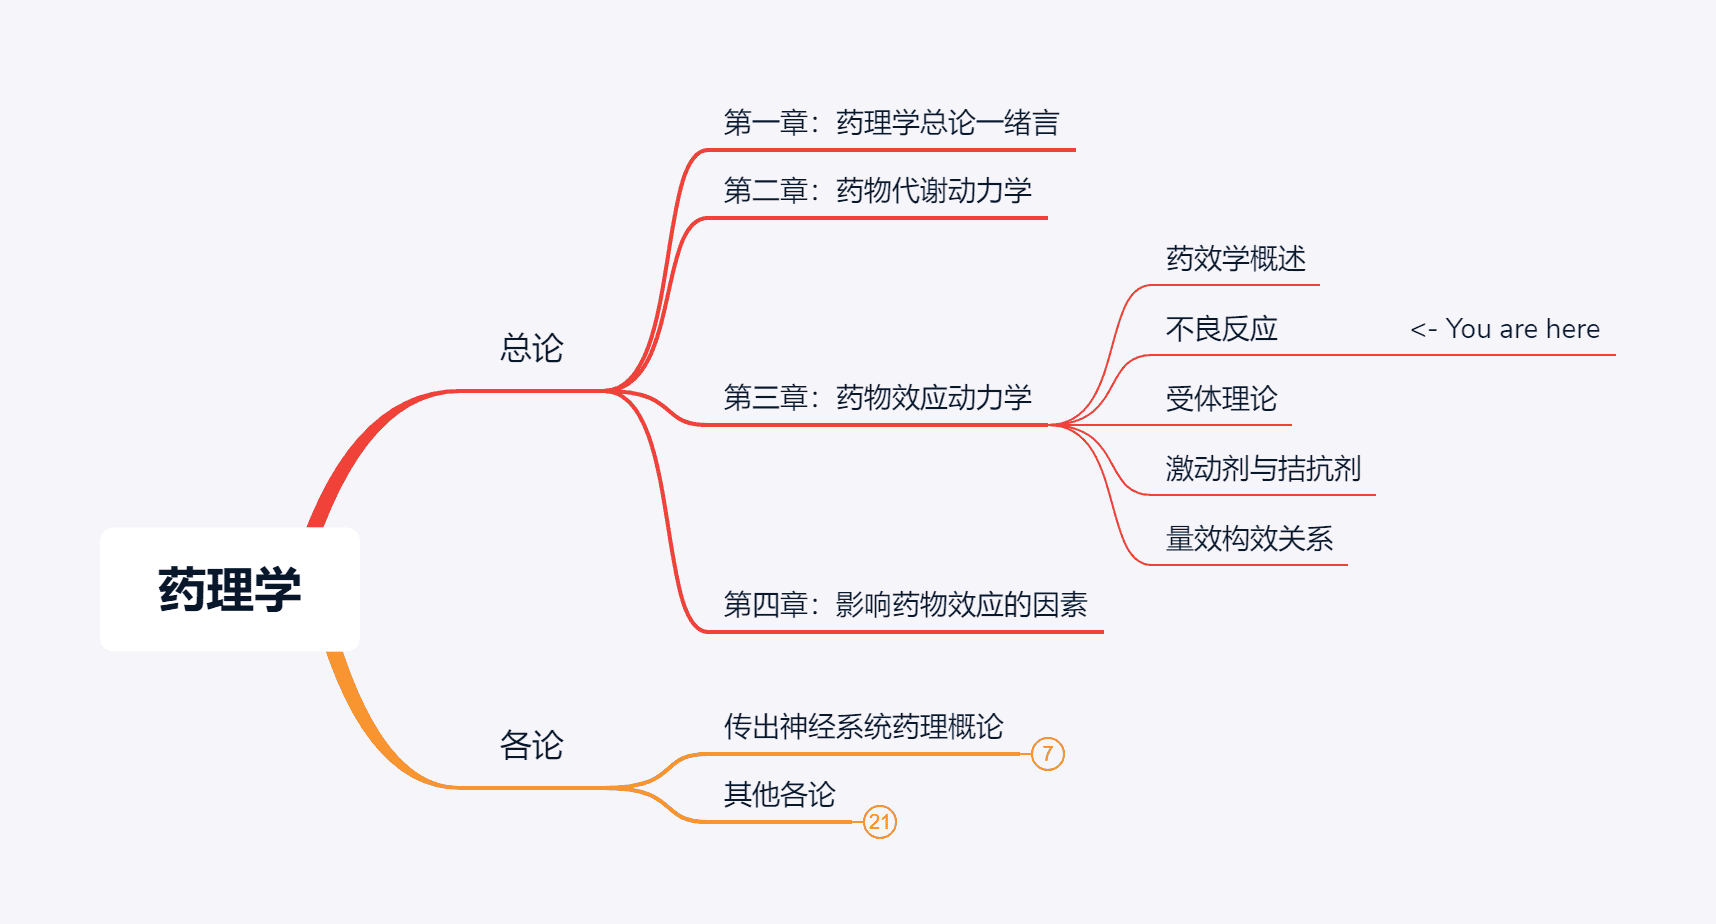 药理学
总论
第一章：药理学总论一绪言
第二章：药物代谢动力学
第三章：药物效应动力学
药效学概述
不良反应 <- You are here
受体理论
激动剂与拮抗剂
量效构效关系
第四章：影响药物效应的因素
各论
传出神经系统药理概论 7
其他各论 21